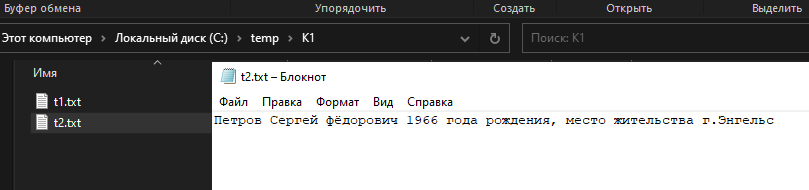 Буфер обмена
Упорядочить
Создать
Открыть
Выделить
Этот компьютер > Локальный диск (C:) > temp > K1
Поиск: K1
Имя
t1.txt
t2.txt
t2.txt – Блокнот
Файл Правка Формат Вид Справка
Петров Сергей фёдорович 1966 года рождения, место жительства г.Энгельс